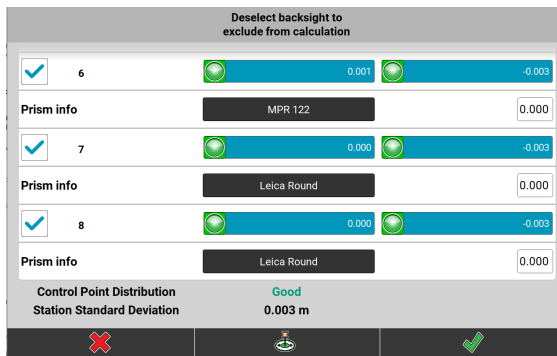 Deselect backsight to
exclude from calculation
6 0.001 -0.003
Prism info MPR 122 0.000
7 0.000 -0.003
Prism info Leica Round 0.000
8 0.000 -0.003
Prism info Leica Round 0.000
Control Point Distribution Good
Station Standard Deviation 0.003 m